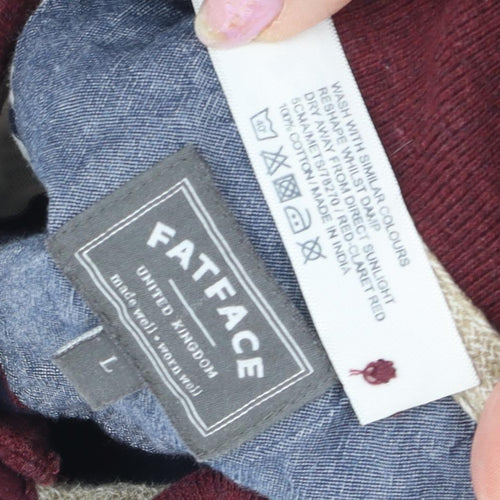 WASH WITH SIMILAR COLOURS
RESHAPE WHILST DAMP
DRY AWAY FROM DIRECT SUNLIGHT
100% COTTON / MADE IN INDIA
FATFACE
UNITED KINGDOM
made well • worn well
L